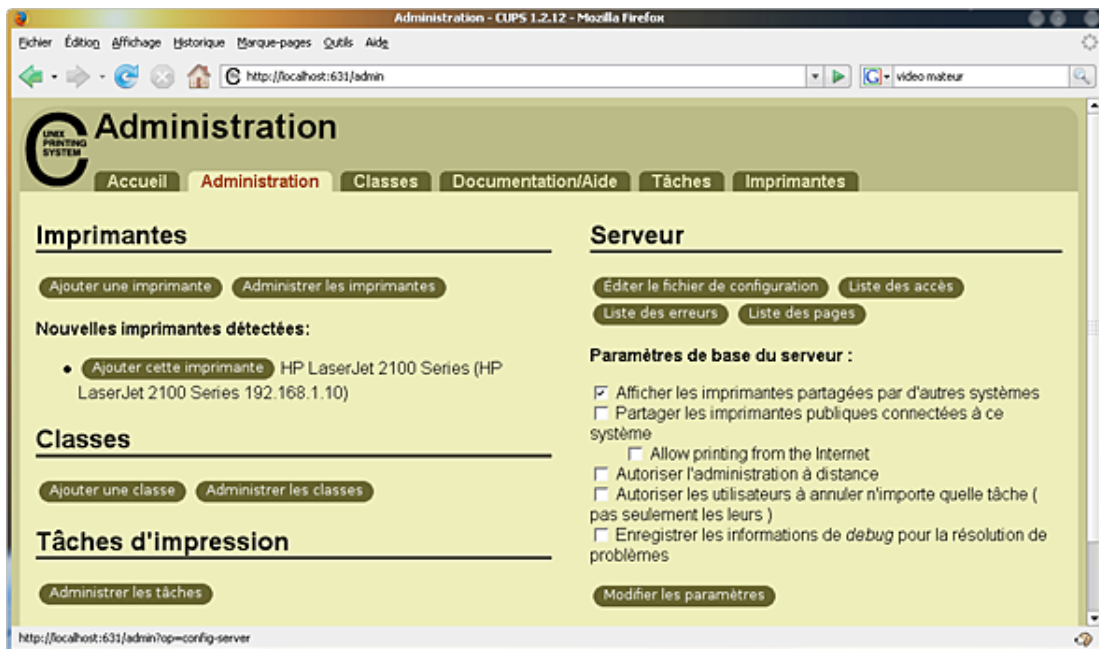 Administration - CUPS 1.2.12 - Mozilla Firefox
Fichier Édition Affichage Historique Marque-pages Outils Aide
http://localhost:631/admin
video mateur
UNIX
PRINTING
SYSTEM
Administration
Accueil Administration Classes Documentation/Aide Tâches Imprimantes
Imprimantes
Ajouter une imprimante Administrer les imprimantes
Nouvelles imprimantes détectées:
• Ajouter cette imprimante HP LaserJet 2100 Series (HP
LaserJet 2100 Series 192.168.1.10)
Classes
Ajouter une classe Administrer les classes
Tâches d'impression
Administrer les tâches
Serveur
Éditer le fichier de configuration Liste des accès
Liste des erreurs Liste des pages
Paramètres de base du serveur :
Afficher les imprimantes partagées par d'autres systèmes
Partager les imprimantes publiques connectées à ce
système
Allow printing from the Internet
Autoriser l'administration à distance
Autoriser les utilisateurs à annuler n'importe quelle tâche (
pas seulement les leurs )
Enregistrer les informations de debug pour la résolution de
problèmes
Modifier les paramètres
http://localhost:631/admin?op=config-server